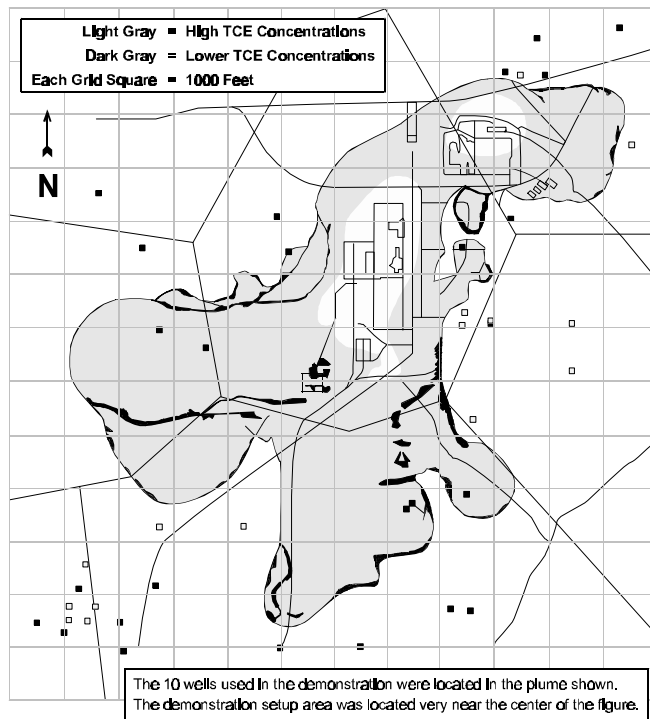 Light Gray = High TCE Concentrations
Dark Gray = Lower TCE Concentrations
Each Grid Square = 1000 Feet
N
The 10 wells used in the demonstration were located in the plume shown.
The demonstration setup area was located very near the center of the figure.